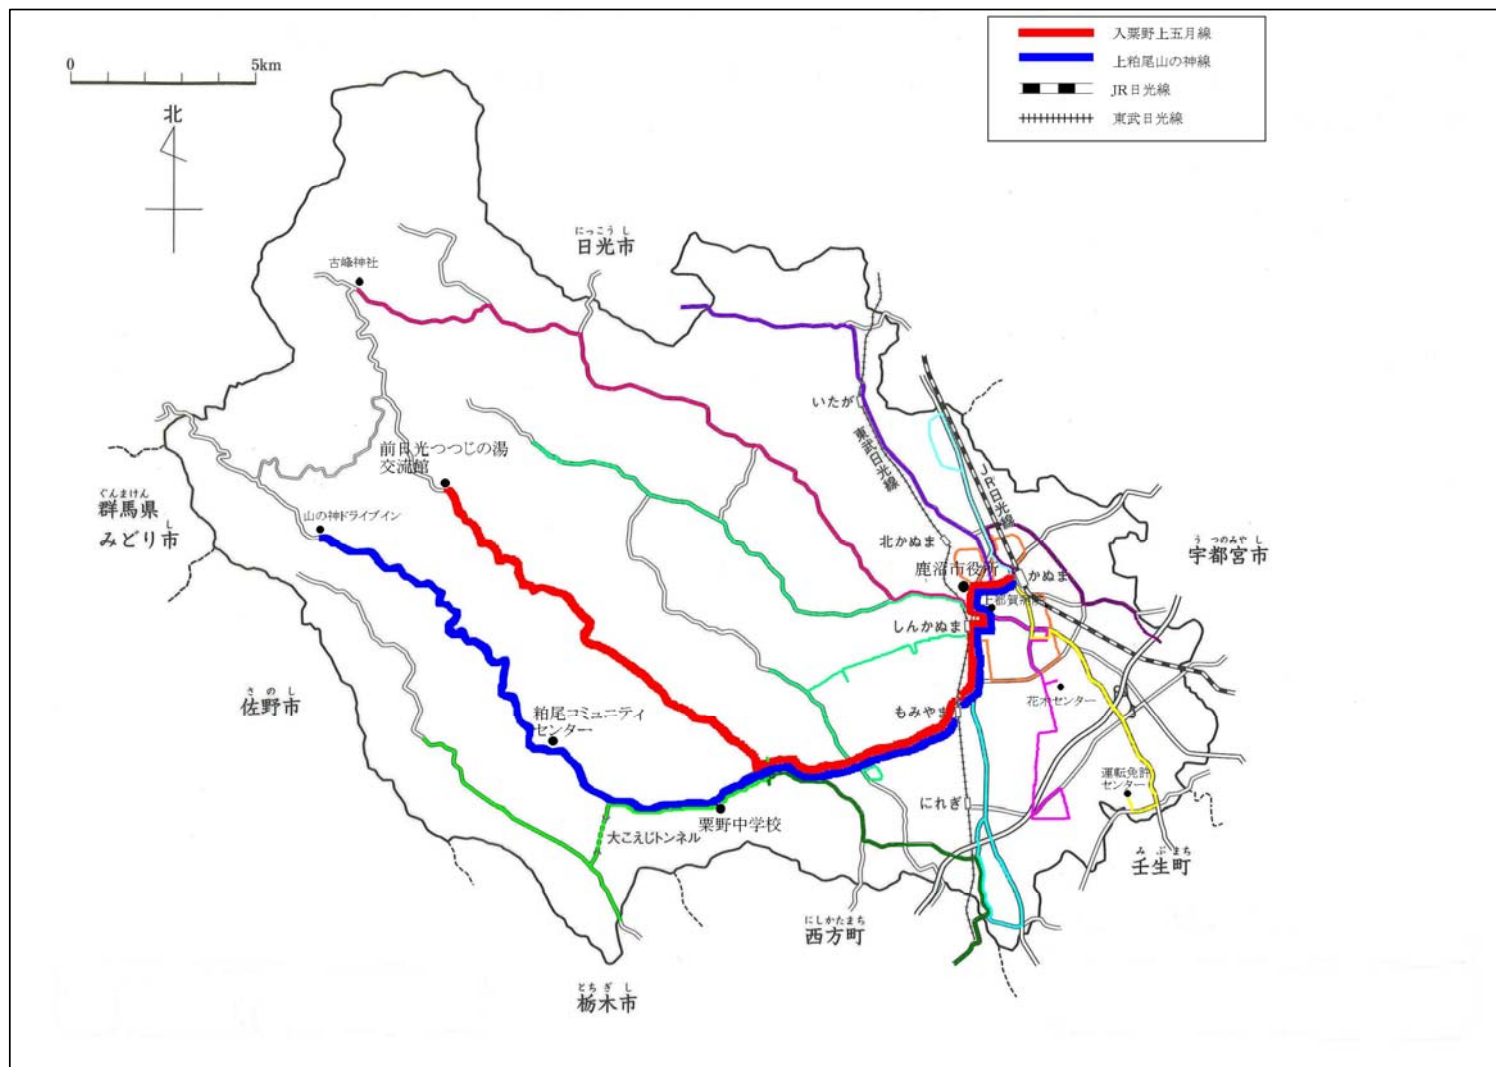 入粟野上五月線
上粕尾山の神線
JR日光線
東武日光線
0
5km
北
にっこうし
日光市
古峰神社
いたが
東武日光線
JR日光線
前日光つつじの湯
交流館
ぐんまけん
群馬県
みどり市
し
山の神ドライブイン
北かぬま
鹿沼市役所
かぬま
うつのみやし
宇都宮市
上都賀病院
しんかぬま
さのし
佐野市
粕尾コミュニティ
センター
もみやま
花木センター
運転免許
センター
にれぎ
粟野中学校
大こえじトンネル
みぶまち
壬生町
にしかたまち
西方町
とちぎし
栃木市